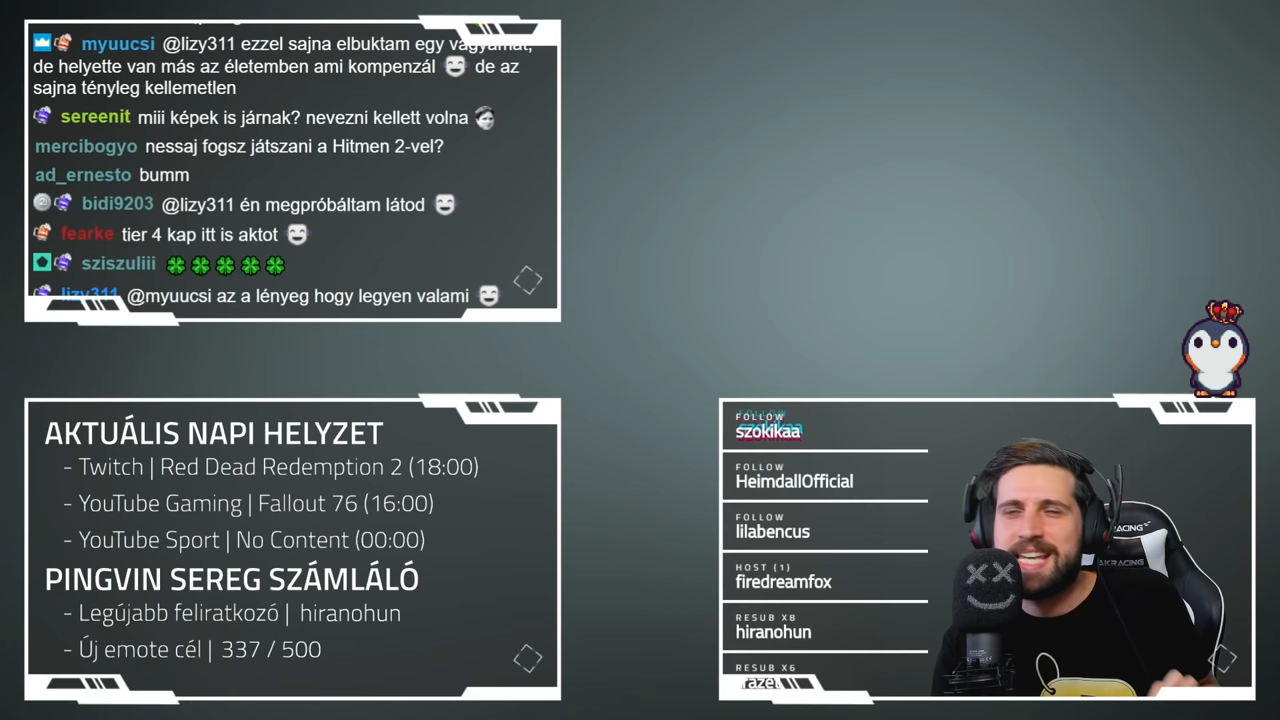 myuucsi @lizy311 ezzel sajna elbuktam egy vágyamat,
de helyette van más az életemben ami kompenzál de az
sajna tényleg kellemetlen
sereenit miii képek is járnak? nevezni kellett volna
mercibogyo nessaj fogsz játszani a Hitmen 2-vel?
ad_ernesto bumm
bidi9203 @lizy311 én megpróbáltam látod
fearke tier 4 kap itt is aktot
sziszuliii
lizy311 @myuucsi az a lényeg hogy legyen valami
AKTUÁLIS NAPI HELYZET
- Twitch | Red Dead Redemption 2 (18:00)
- YouTube Gaming | Fallout 76 (16:00)
- YouTube Sport | No Content (00:00)
PINGVIN SEREG SZÁMLÁLÓ
- Legújabb feliratkozó | hiranohun
- Új emote cél | 337 / 500
FOLLOW
szokikaa
FOLLOW
HeimdallOfficial
FOLLOW
lilabencus
HOST (1)
firedreamfox
RESUB X8
hiranohun
RESUB X6
AKRACING